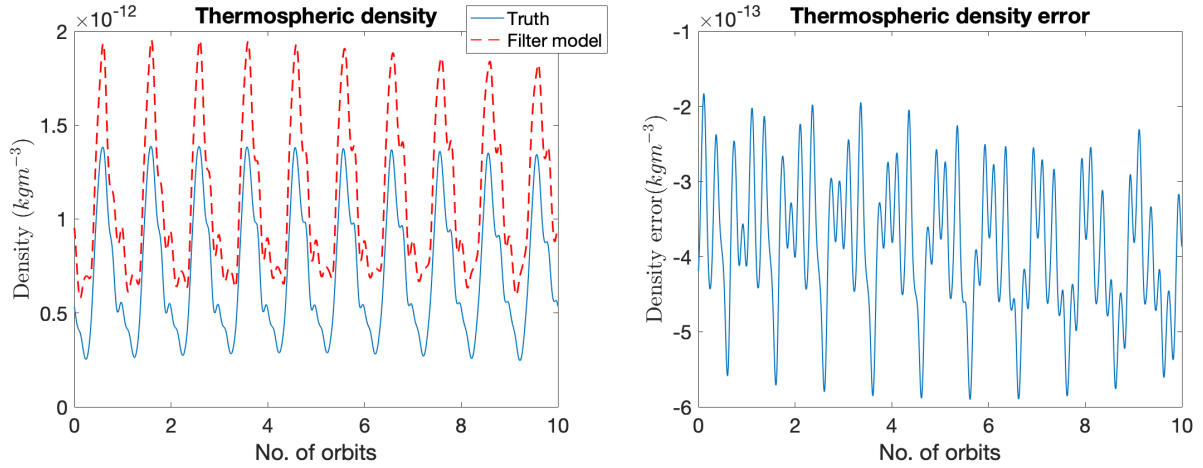 Thermospheric density
×10⁻¹²
Truth
Filter model
2
1.5
1
0.5
0
Density (kgm⁻³)
0 2 4 6 8 10
No. of orbits
Thermospheric density error
×10⁻¹³
-1
-2
-3
-4
-5
-6
Density error(kgm⁻³)
0 2 4 6 8 10
No. of orbits